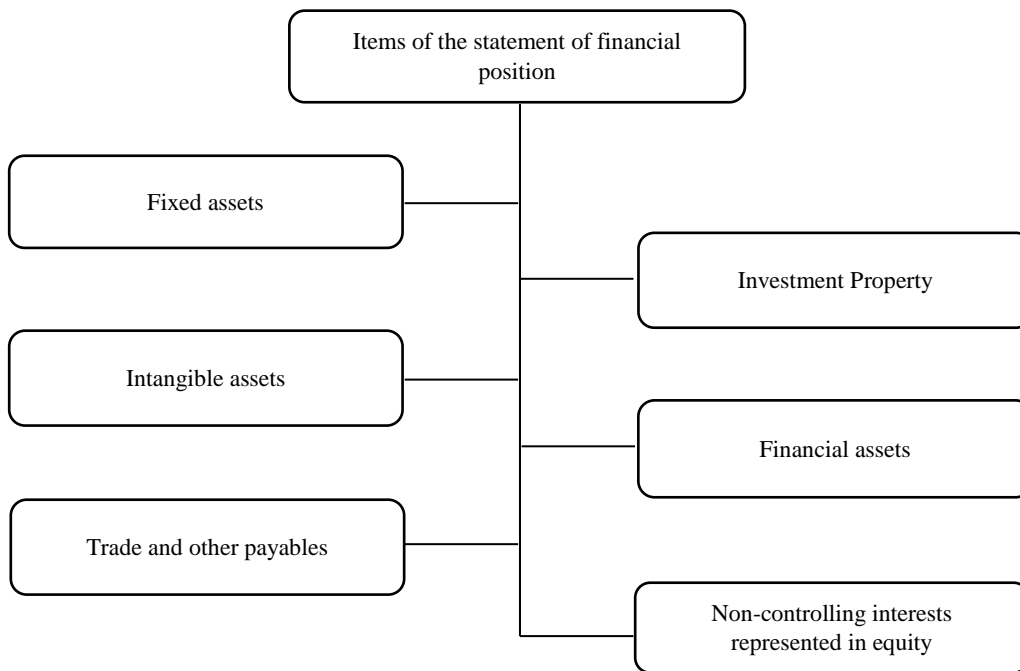 Items of the statement of financial
position
Fixed assets
Investment Property
Intangible assets
Financial assets
Trade and other payables
Non-controlling interests
represented in equity